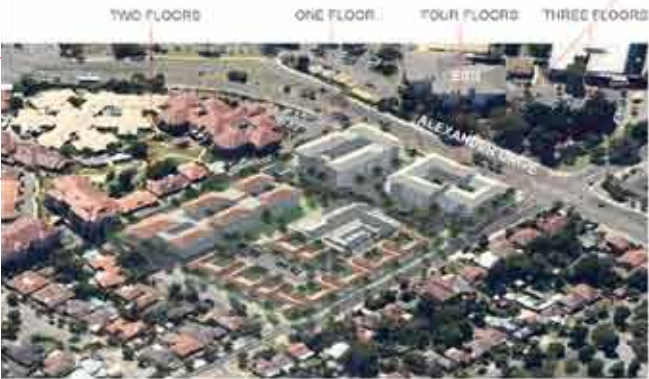 TWO FLOORS
ONE FLOOR
FOUR FLOORS
THREE FLOORS
ALEXANDER DRIVE